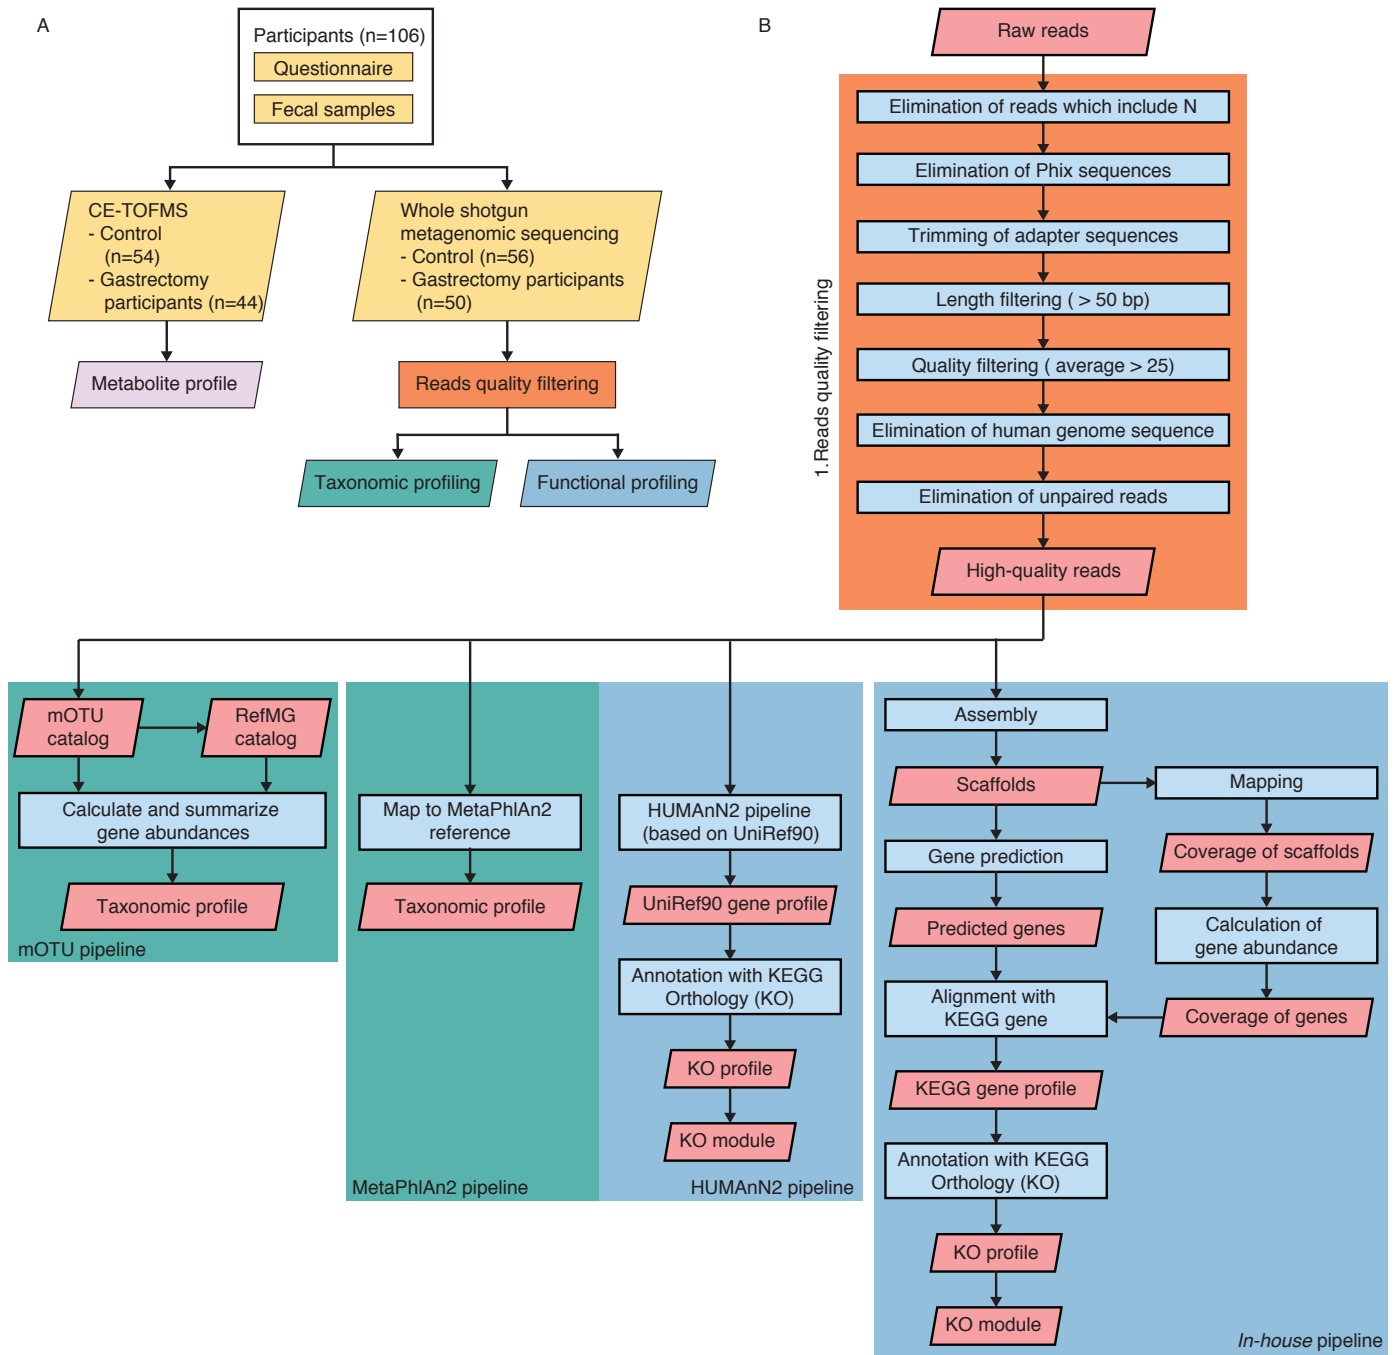 A
Participants (n=106)
Questionnaire
Fecal samples
CE-TOFMS
- Control
(n=54)
- Gastrectomy
participants (n=44)
Whole shotgun
metagenomic sequencing
- Control (n=56)
- Gastrectomy participants
(n=50)
Metabolite profile
Reads quality filtering
Taxonomic profiling
Functional profiling
B
Raw reads
1.Reads quality filtering
Elimination of reads which include N
Elimination of Phix sequences
Trimming of adapter sequences
Length filtering ( > 50 bp)
Quality filtering ( average > 25)
Elimination of human genome sequence
Elimination of unpaired reads
High-quality reads
mOTU
catalog
RefMG
catalog
Calculate and summarize
gene abundances
Taxonomic profile
mOTU pipeline
Map to MetaPhlAn2
reference
Taxonomic profile
MetaPhlAn2 pipeline
HUMAnN2 pipeline
(based on UniRef90)
UniRef90 gene profile
Annotation with KEGG
Orthology (KO)
KO profile
KO module
HUMAnN2 pipeline
Assembly
Scaffolds
Mapping
Gene prediction
Coverage of scaffolds
Predicted genes
Calculation of
gene abundance
Alignment with
KEGG gene
Coverage of genes
KEGG gene profile
Annotation with KEGG
Orthology (KO)
KO profile
KO module
In-house pipeline